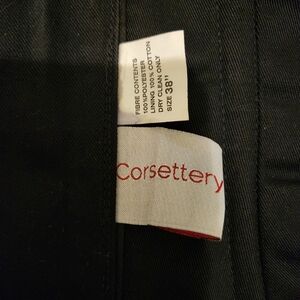 FIBRE CONTENTS
100%POLYESTER
LINING 100% COTTON
DRY CLEAN ONLY
SIZE 38"
Corsettery